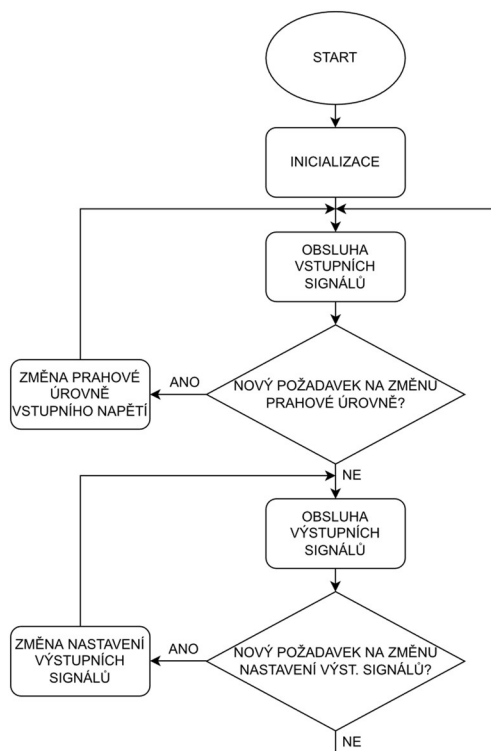 START
INICIALIZACE
OBSLUHA
VSTUPNÍCH
SIGNÁLŮ
ZMĚNA PRAHOVÉ
ÚROVNĚ
VSTUPNÍHO NAPĚTÍ
ANO
NOVÝ POŽADAVEK NA ZMĚNU
PRAHOVÉ ÚROVNĚ?
NE
OBSLUHA
VÝSTUPNÍCH
SIGNÁLŮ
ZMĚNA NASTAVENÍ
VÝSTUPNÍCH
SIGNÁLŮ
ANO
NOVÝ POŽADAVEK NA ZMĚNU
NASTAVENÍ VÝST. SIGNÁLŮ?
NE